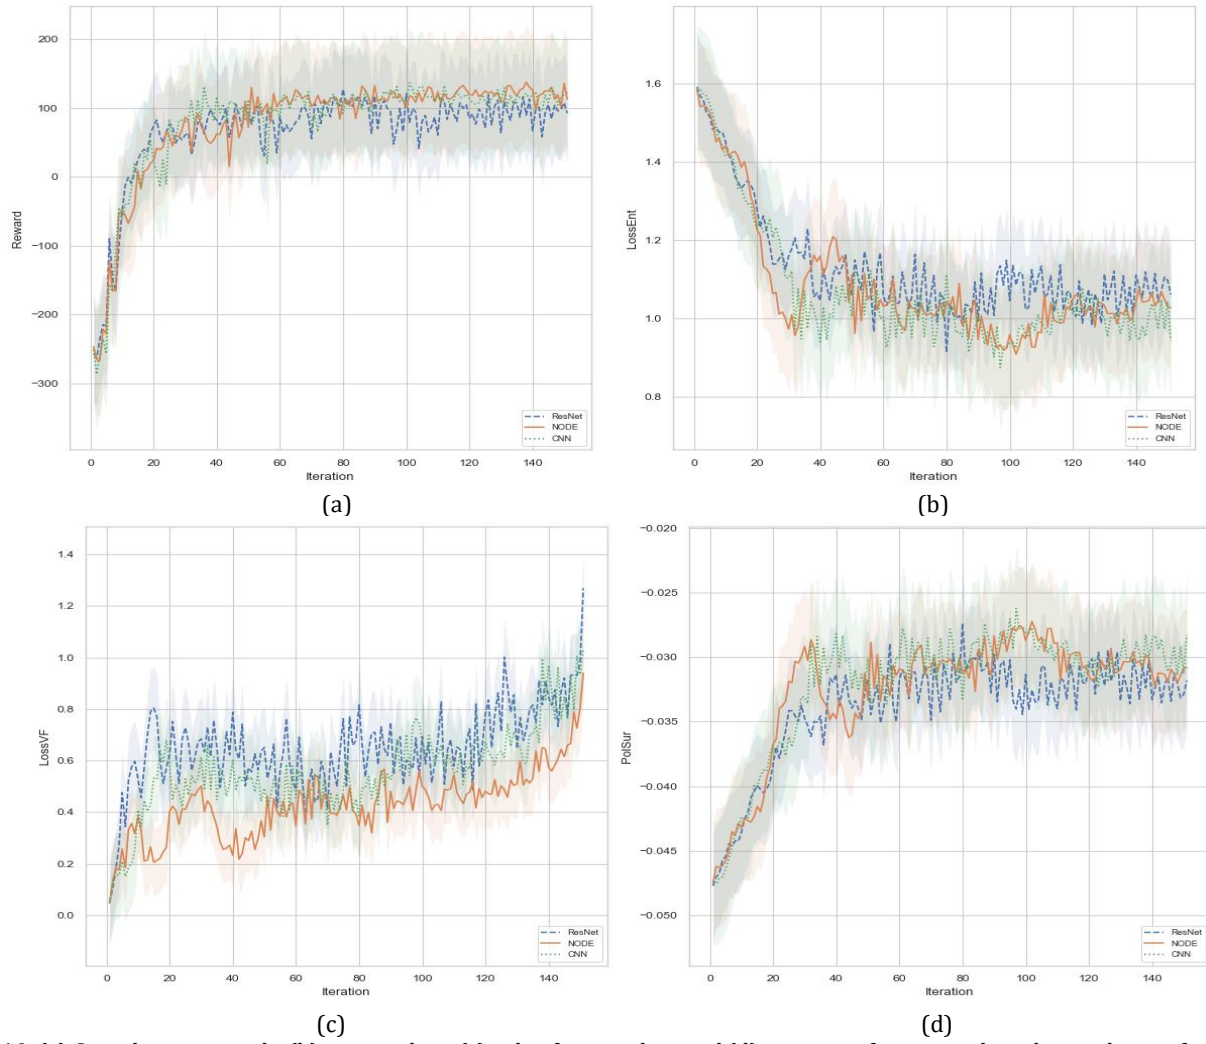 200
100
0
−100
−200
−300
Reward
0 20 40 60 80 100 120 140
Iteration
ResNet
NODE
CNN
(a)
1.6
1.4
1.2
1.0
0.8
LossEnt
0 20 40 60 80 100 120 140
Iteration
ResNet
NODE
CNN
(b)
1.4
1.2
1.0
0.8
0.6
0.4
0.2
0.0
LossVF
0 20 40 60 80 100 120 140
Iteration
ResNet
NODE
CNN
(c)
−0.020
−0.025
−0.030
−0.035
−0.040
−0.045
−0.050
PolSur
0 20 40 60 80 100 120 140
Iteration
ResNet
NODE
CNN
(d)